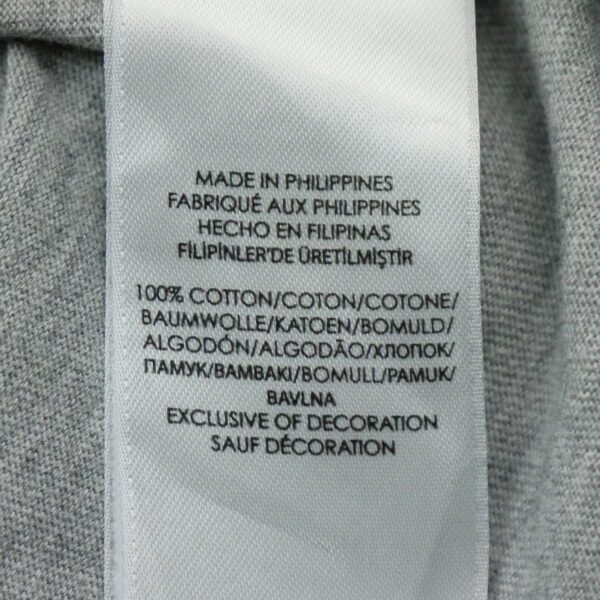 MADE IN PHILIPPINES
FABRIQUÉ AUX PHILIPPINES
HECHO EN FILIPINAS
FİLİPİNLER'DE ÜRETİLMİŞTİR
100% COTTON/COTON/COTONE/
BAUMWOLLE/KATOEN/BOMULD/
ALGODÓN/ALGODÃO/ХЛОПОК/
ПАМУК/ΒΑΜΒΑΚΙ/BOMULL/PAMUK/
BAVLNA
EXCLUSIVE OF DECORATION
SAUF DÉCORATION